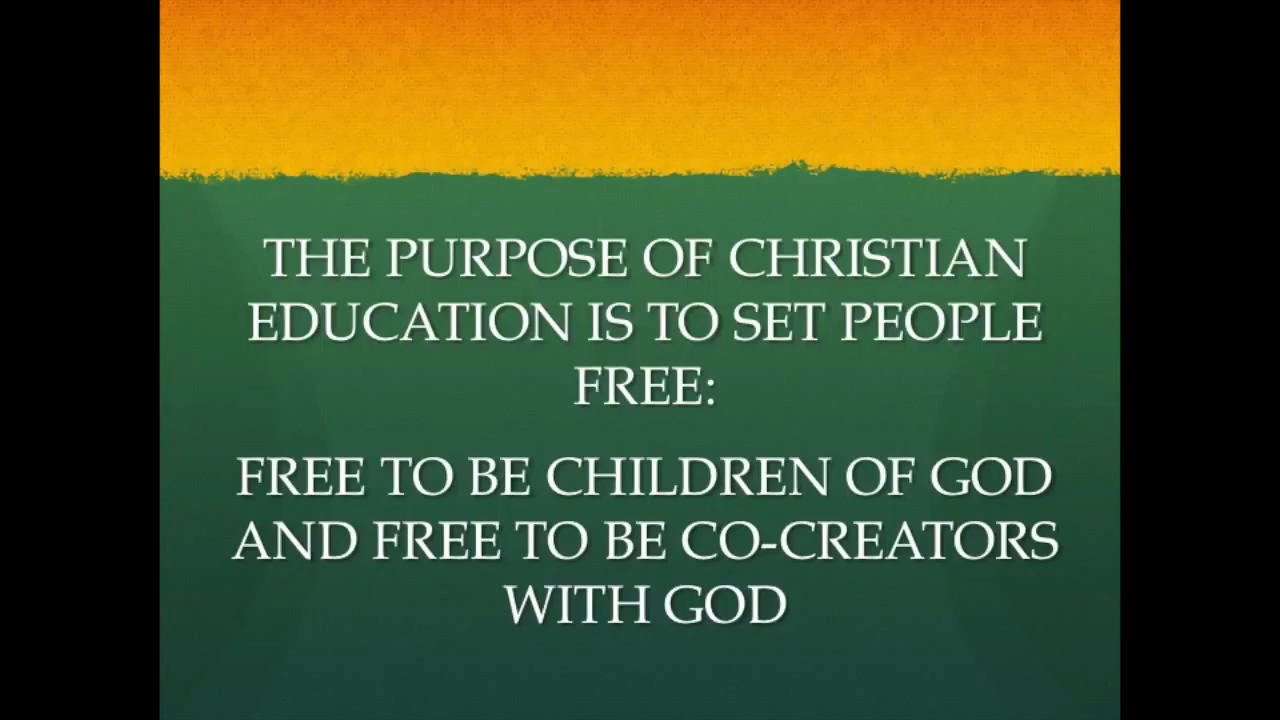 THE PURPOSE OF CHRISTIAN
EDUCATION IS TO SET PEOPLE
FREE:
FREE TO BE CHILDREN OF GOD
AND FREE TO BE CO-CREATORS
WITH GOD